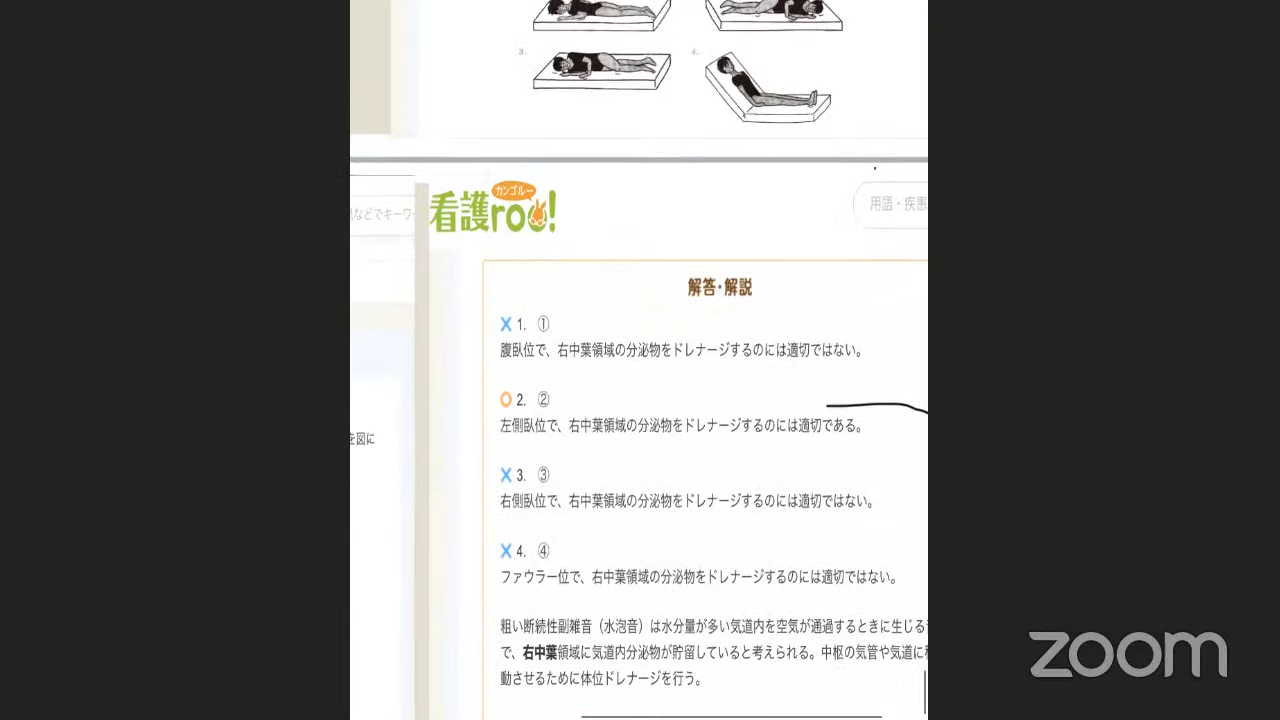 3.
4.
カンゴルー
看護roo!
などでキーワ
用語・疾患
解答・解説
× 1. ①
腹臥位で、右中葉領域の分泌物をドレナージするのには適切ではない。
○ 2. ②
左側臥位で、右中葉領域の分泌物をドレナージするのには適切である。
を図に
× 3. ③
右側臥位で、右中葉領域の分泌物をドレナージするのには適切ではない。
× 4. ④
ファウラー位で、右中葉領域の分泌物をドレナージするのには適切ではない。
粗い断続性副雑音（水泡音）は水分量が多い気道内を空気が通過するときに生じる
で、右中葉領域に気道内分泌物が貯留していると考えられる。中枢の気管や気道に
動させるために体位ドレナージを行う。
zoom